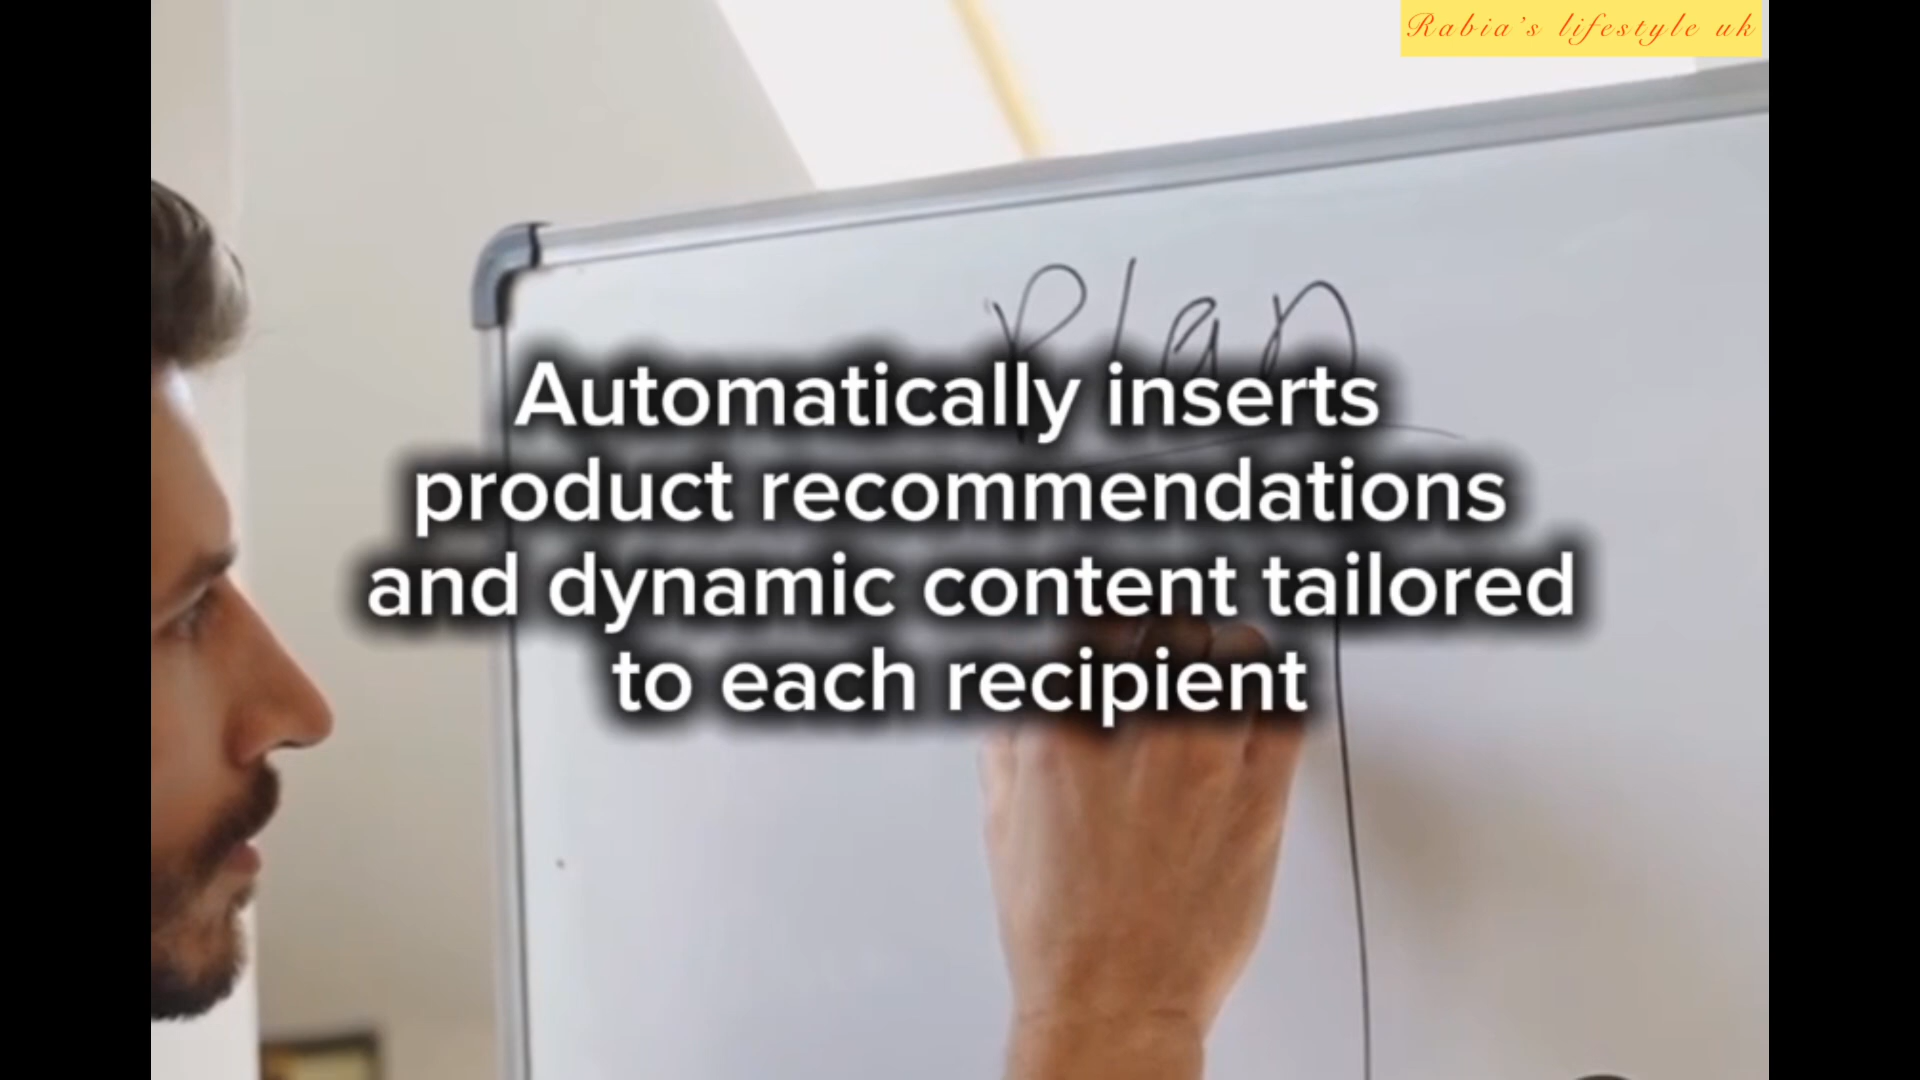 Rabia's lifestyle uk
Plan
Automatically inserts
product recommendations
and dynamic content tailored
to each recipient